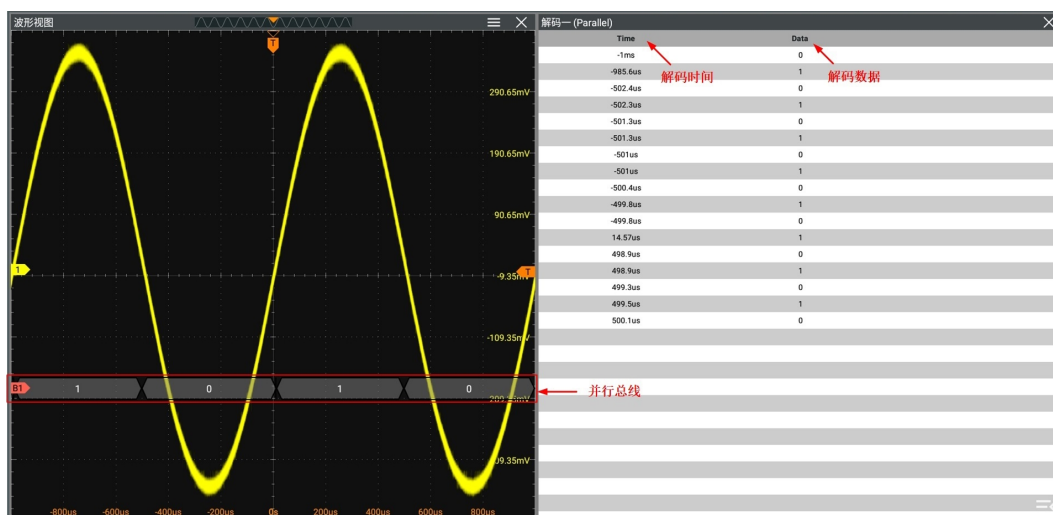 波形视图
T
290.65mV
190.65mV
90.65mV
1
-9.35m
T
-109.35mV
B1
1
0
1
0
09.35mV
-800us
-600us
-400us
-200us
0s
200us
400us
600us
800us
解码一 (Parallel)
Time Data
解码时间
解码数据
-1ms 0
-985.6us 1
-502.4us 0
-502.3us 1
-501.3us 0
-501.3us 1
-501us 0
-501us 1
-500.4us 0
-499.8us 1
-499.8us 0
14.57us 1
498.9us 0
498.9us 1
499.3us 0
499.5us 1
500.1us 0
并行总线